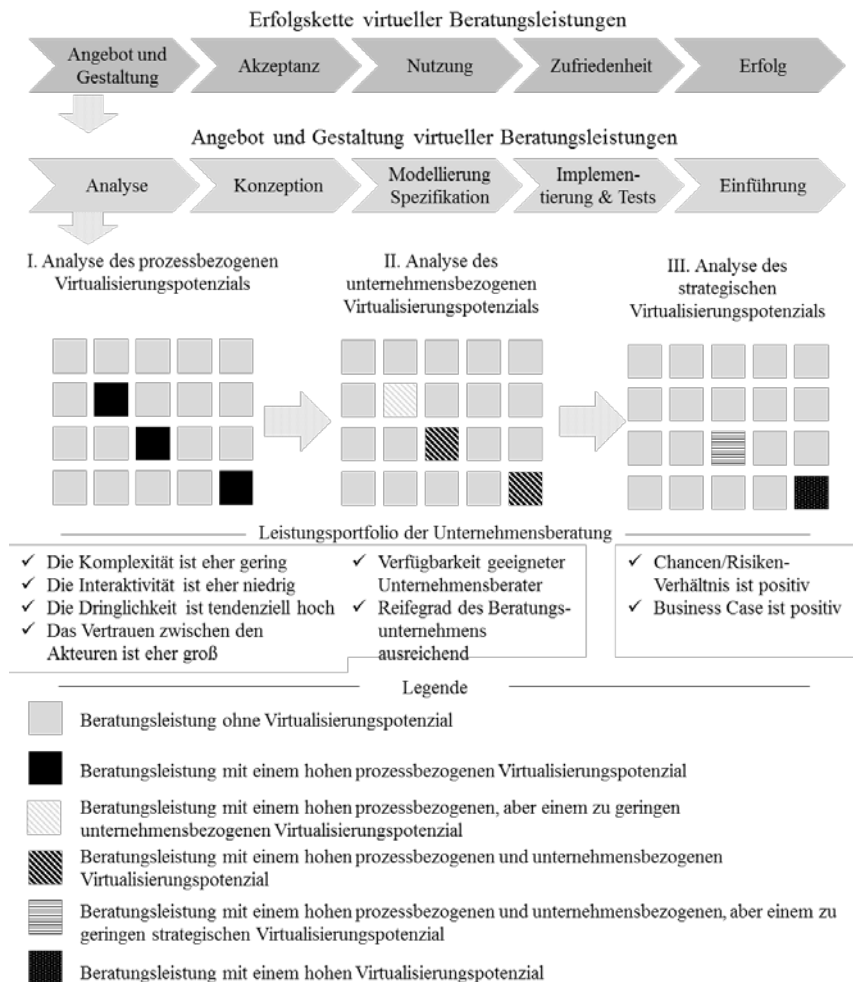 Erfolgskette virtueller Beratungsleistungen
Angebot und
Gestaltung
Akzeptanz
Nutzung
Zufriedenheit
Erfolg
Angebot und Gestaltung virtueller Beratungsleistungen
Analyse
Konzeption
Modellierung
Spezifikation
Implemen-
tierung & Tests
Einführung
I. Analyse des prozessbezogenen
Virtualisierungspotenzials
II. Analyse des
unternehmensbezogenen
Virtualisierungspotenzials
III. Analyse des
strategischen
Virtualisierungspotenzials
Leistungsportfolio der Unternehmensberatung
✓ Die Komplexität ist eher gering
✓ Die Interaktivität ist eher niedrig
✓ Die Dringlichkeit ist tendenziell hoch
✓ Das Vertrauen zwischen den
Akteuren ist eher groß
✓ Verfügbarkeit geeigneter
Unternehmensberater
✓ Reifegrad des Beratungs-
unternehmens
ausreichend
✓ Chancen/Risiken-
Verhältnis ist positiv
✓ Business Case ist positiv
Legende
Beratungsleistung ohne Virtualisierungspotenzial
Beratungsleistung mit einem hohen prozessbezogenen Virtualisierungspotenzial
Beratungsleistung mit einem hohen prozessbezogenen, aber einem zu geringen
unternehmensbezogenen Virtualisierungspotenzial
Beratungsleistung mit einem hohen prozessbezogenen und unternehmensbezogenen
Virtualisierungspotenzial
Beratungsleistung mit einem hohen prozessbezogenen und unternehmensbezogenen, aber einem zu
geringen strategischen Virtualisierungspotenzial
Beratungsleistung mit einem hohen Virtualisierungspotenzial